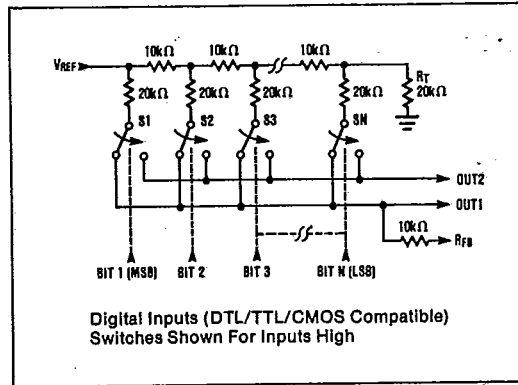 10kΩ 10kΩ 10kΩ
VREF
RT
20kΩ 20kΩ 20kΩ 20kΩ 20kΩ
S1 S2 S3 SN
OUT2
OUT1
10kΩ
RFB
BIT 1 (MSB) BIT 2 BIT 3 BIT N (LSB)
Digital Inputs (DTL/TTL/CMOS Compatible)
Switches Shown For Inputs High